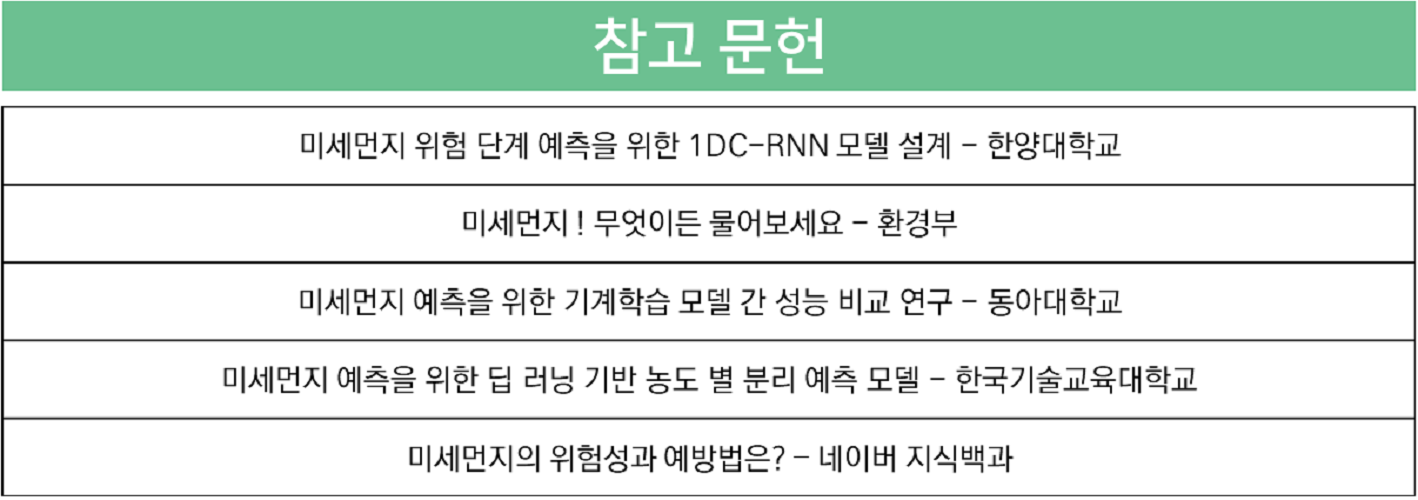 참고 문헌
미세먼지 위험 단계 예측을 위한 1DC-RNN 모델 설계 - 한양대학교
미세먼지 ! 무엇이든 물어보세요 - 환경부
미세먼지 예측을 위한 기계학습 모델 간 성능 비교 연구 - 동아대학교
미세먼지 예측을 위한 딥 러닝 기반 농도 별 분리 예측 모델 - 한국기술교육대학교
미세먼지의 위험성과 예방법은? - 네이버 지식백과